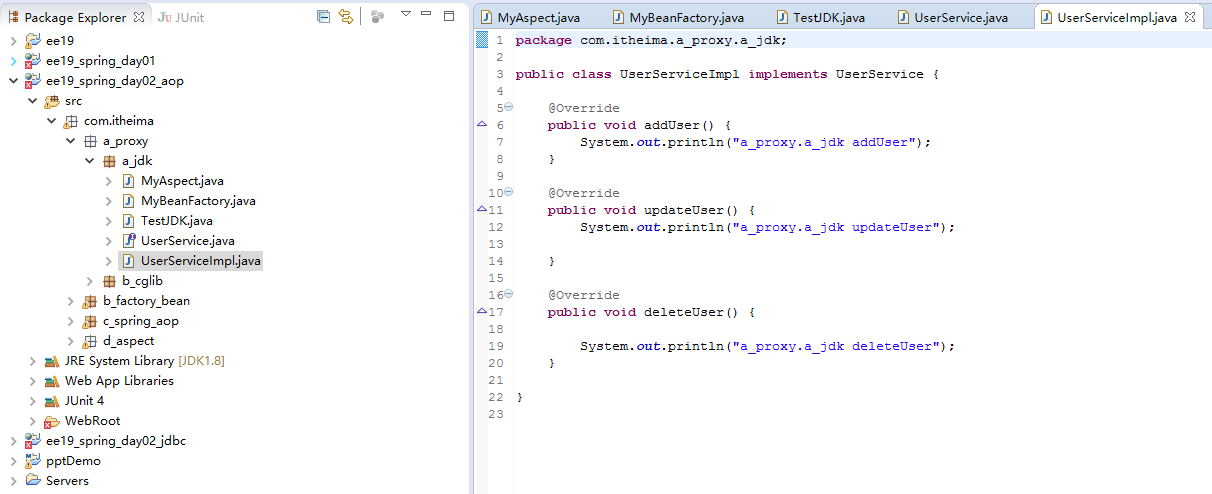 Package Explorer
JUnit
ee19
ee19_spring_day01
ee19_spring_day02_aop
src
com.itheima
a_proxy
a_jdk
MyAspect.java
MyBeanFactory.java
TestJDK.java
UserService.java
UserServiceImpl.java
b_cglib
b_factory_bean
c_spring_aop
d_aspect
JRE System Library [JDK1.8]
Web App Libraries
JUnit 4
WebRoot
ee19_spring_day02_jdbc
pptDemo
Servers
MyAspect.java
MyBeanFactory.java
TestJDK.java
UserService.java
UserServiceImpl.java
1 package com.itheima.a_proxy.a_jdk;
2
3 public class UserServiceImpl implements UserService {
4
5     @Override
6     public void addUser() {
7         System.out.println("a_proxy.a_jdk addUser");
8     }
9
10     @Override
11     public void updateUser() {
12         System.out.println("a_proxy.a_jdk updateUser");
13
14     }
15
16     @Override
17     public void deleteUser() {
18
19         System.out.println("a_proxy.a_jdk deleteUser");
20     }
21
22 }
23